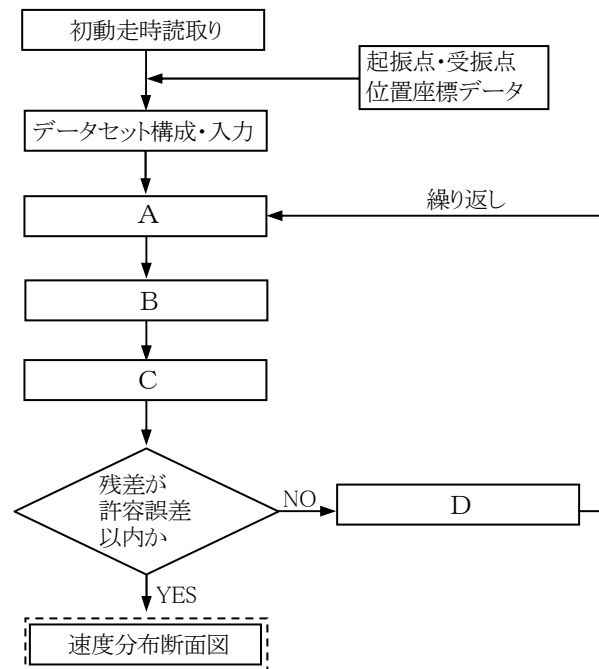 初動走時読取り
起振点・受振点
位置座標データ
データセット構成・入力
繰り返し
A
B
C
残差が
許容誤差
以内か
NO
D
YES
速度分布断面図